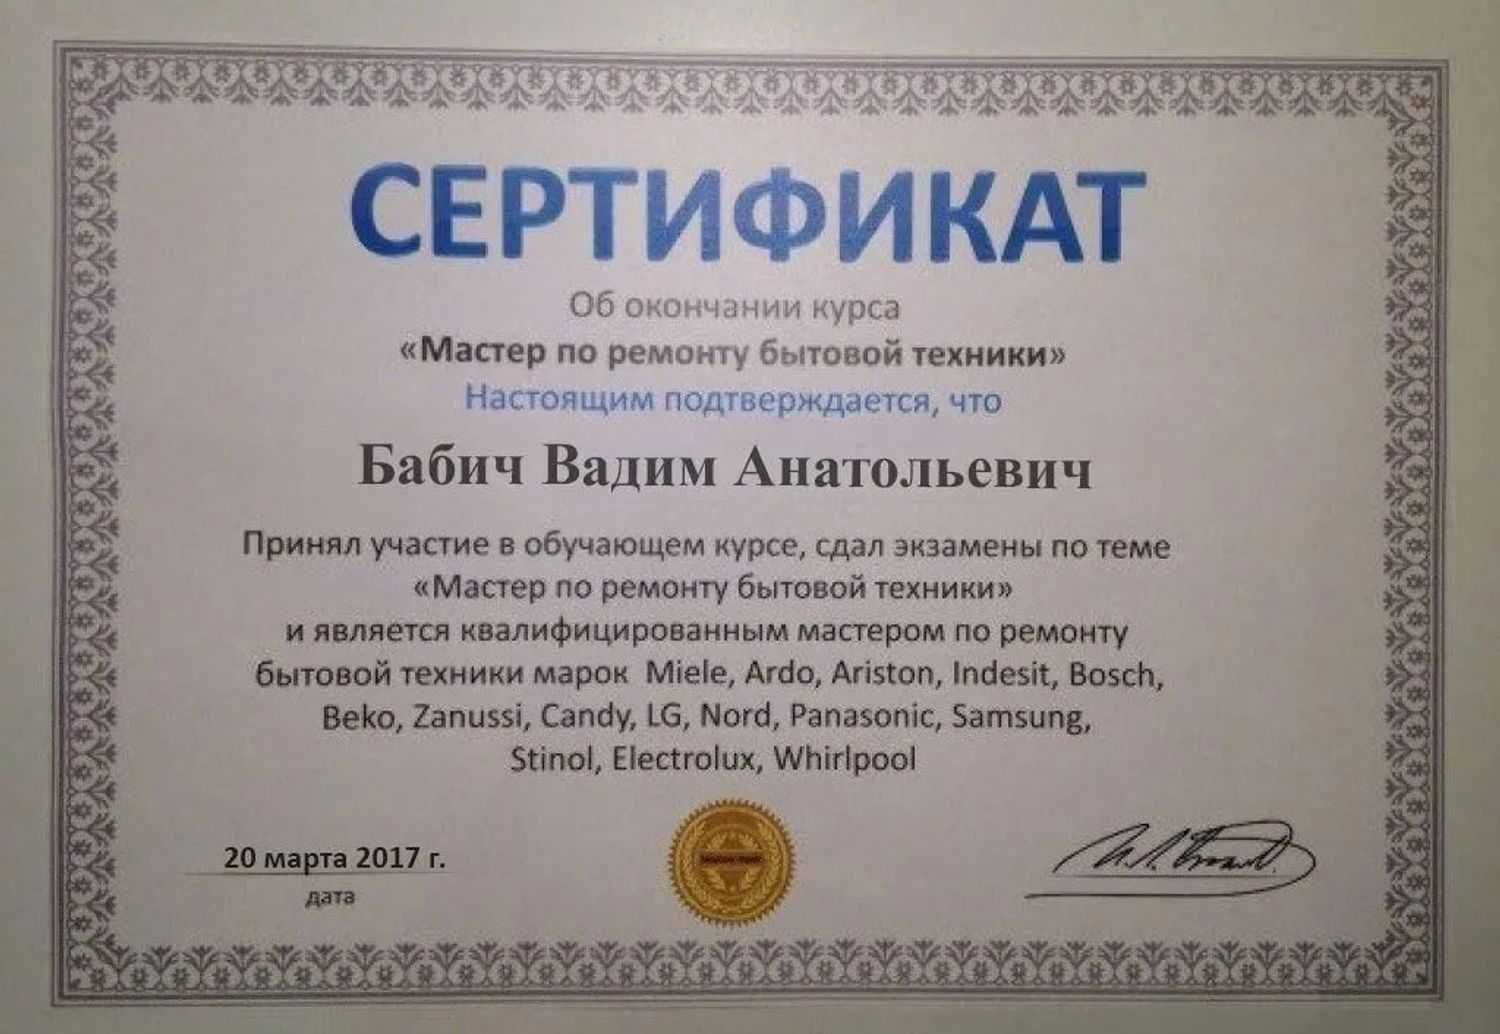 СЕРТИФИКАТ
Об окончании курса
«Мастер по ремонту бытовой техники»
Настоящим подтверждается, что
Бабич Вадим Анатольевич
Принял участие в обучающем курсе, сдал экзамены по теме
«Мастер по ремонту бытовой техники»
и является квалифицированным мастером по ремонту
бытовой техники марок Miele, Ardo, Ariston, Indesit, Bosch,
Beko, Zanussi, Candy, LG, Nord, Panasonic, Samsung,
Stinol, Electrolux, Whirlpool
20 марта 2017 г.
дата